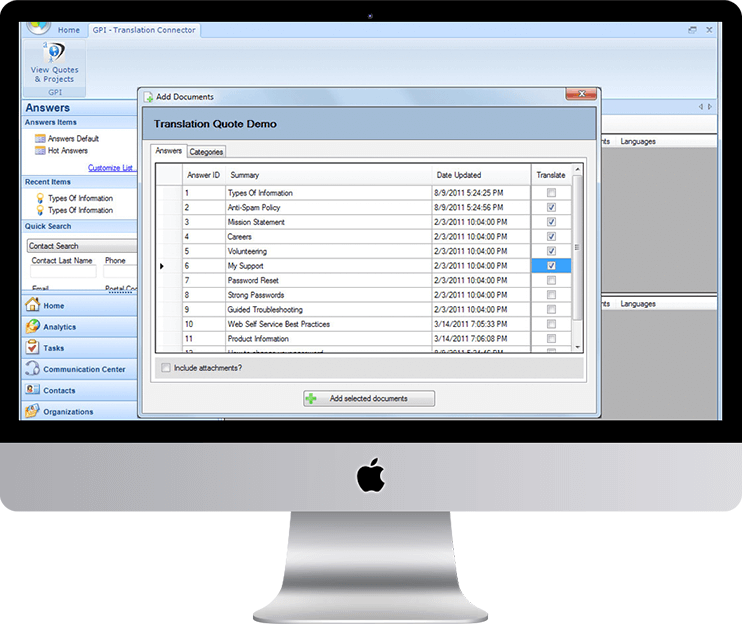 Home
GPI - Translation Connector
View Quotes
& Projects
GPI
Answers
Answers Items
Answers Default
Hot Answers
Customize List...
Recent Items
Types Of Information
Types Of Information
Quick Search
Contact Search
Contact Last Name Phone
Email
Home
Analytics
Tasks
Communication Center
Contacts
Organizations
Add Documents
Translation Quote Demo
Answers Categories
Answer ID Summary Date Updated Translate
1 Types Of Information 8/9/2011 5:24:25 PM
2 Anti-Spam Policy 8/9/2011 5:24:56 PM
3 Mission Statement 2/3/2011 10:04:00 PM
4 Careers 2/3/2011 10:04:00 PM
5 Volunteering 2/3/2011 10:04:00 PM
6 My Support 2/3/2011 10:04:00 PM
7 Password Reset 2/3/2011 10:04:00 PM
8 Strong Passwords 2/3/2011 10:04:00 PM
9 Guided Troubleshooting 2/3/2011 10:04:00 PM
10 Web Self Service Best Practices 3/14/2011 7:05:33 PM
11 Product Information 3/14/2011 7:06:08 PM
Include attachments?
Add selected documents
nts Languages
nts Languages